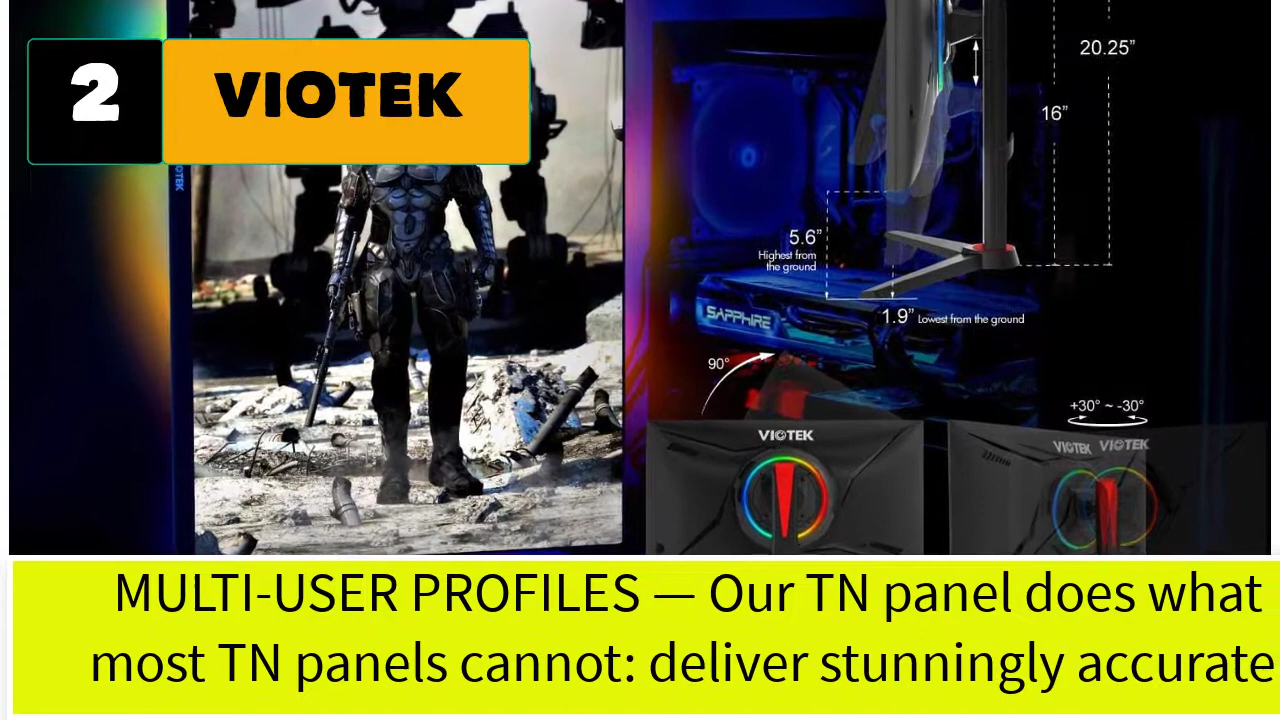 2
VIOTEK
20.25”
16”
5.6”
Highest from
the ground
1.9” Lowest from the ground
SAPPHIRE
90°
+30° ~ -30°
VIOTEK
VIOTEK VIOTEK
MULTI-USER PROFILES — Our TN panel does what
most TN panels cannot: deliver stunningly accurate